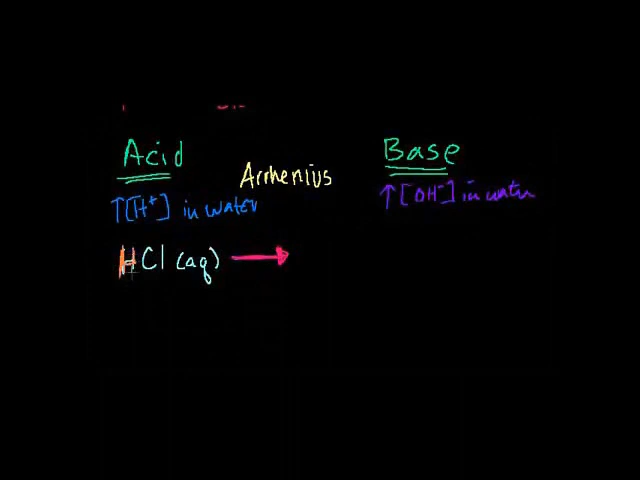 Acid
Base
Arrhenius
↑[H⁺] in water
↑[OH⁻] in water
HCl (aq) →